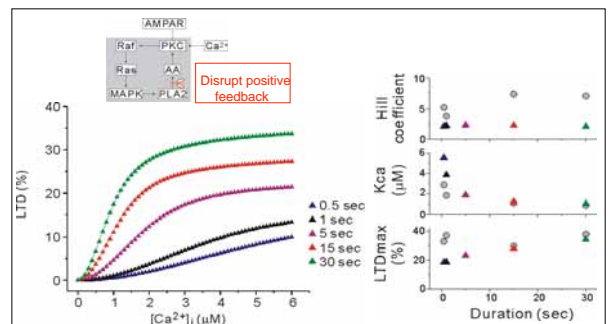 AMPAR
Raf PKC Ca²⁺
Ras AA
MAPK PLA2
Disrupt positive
feedback
LTD (%)
40
30
20
10
0
0 1 2 3 4 5 6
[Ca²⁺]i (μM)
0.5 sec
1 sec
5 sec
15 sec
30 sec
Hill
coefficient
8
4
0
Kca
(μM)
6
4
2
0
LTDmax
(%)
40
20
0
0 10 20 30
Duration (sec)